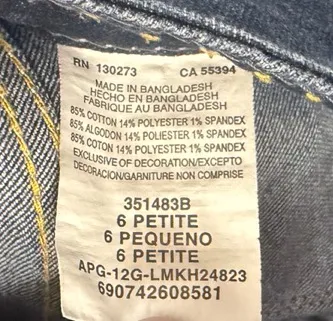 RN 130273 CA 55394
MADE IN BANGLADESH
HECHO EN BANGLADESH
FABRIQUE AU BANGLADESH
85% COTTON 14% POLYESTER 1% SPANDEX
85% ALGODON 14% POLIESTER 1% SPANDEX
85% COTON 14% POLYESTER 1% SPANDEX
EXCLUSIVE OF DECORATION/EXCEPTO
DECORACION/GARNITURE NON COMPRISE
351483B
6 PETITE
6 PEQUENO
6 PETITE
APG-12G-LMKH24823
690742608581